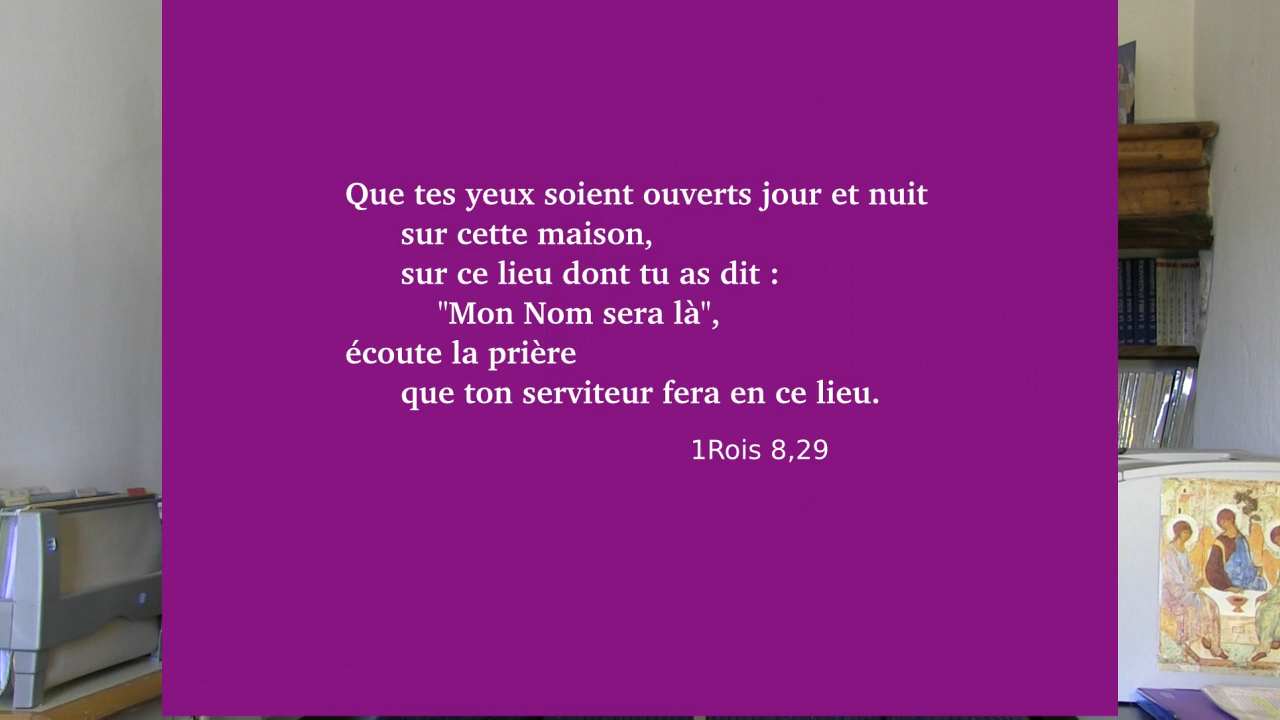 Que tes yeux soient ouverts jour et nuit
sur cette maison,
sur ce lieu dont tu as dit :
"Mon Nom sera là",
écoute la prière
que ton serviteur fera en ce lieu.
1Rois 8,29